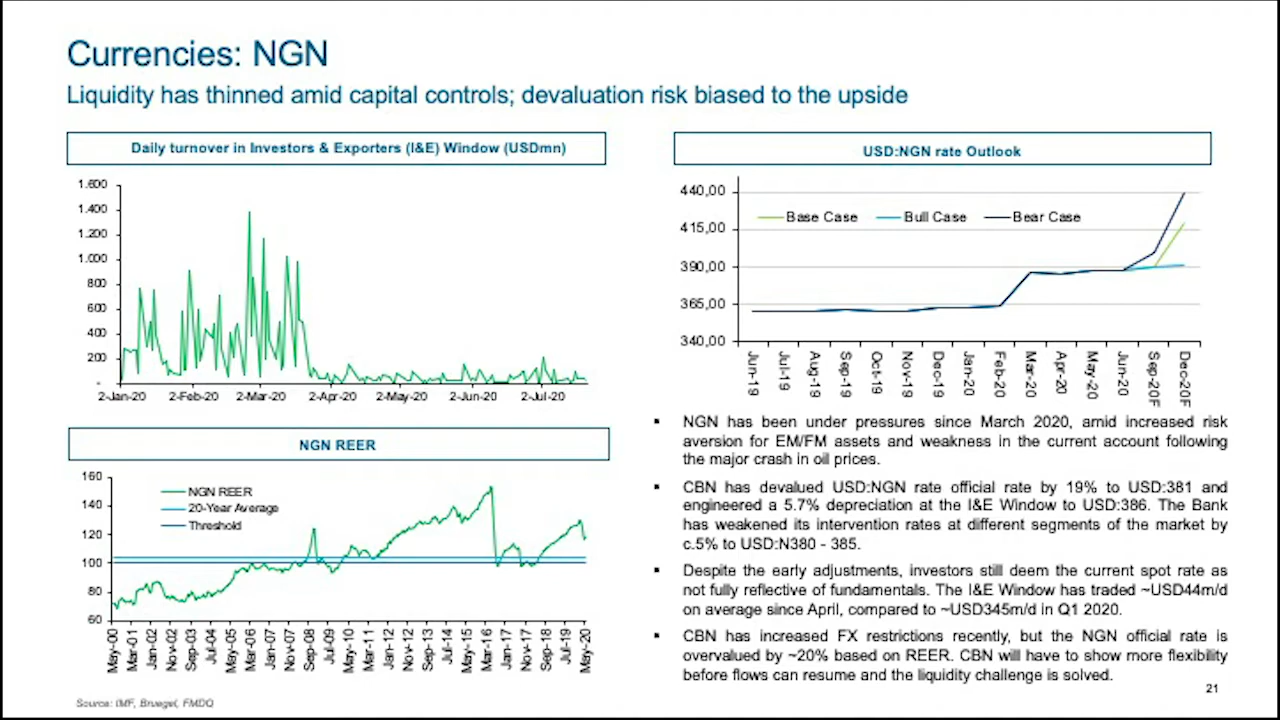 Currencies: NGN
Liquidity has thinned amid capital controls; devaluation risk biased to the upside
Daily turnover in Investors & Exporters (I&E) Window (USDmn)
1.600
1.400
1.200
1.000
800
600
400
200
-
2-Jan-20 2-Feb-20 2-Mar-20 2-Apr-20 2-May-20 2-Jun-20 2-Jul-20
NGN REER
160
140
120
100
80
60
NGN REER
20-Year Average
Threshold
May-00 Mar-01 Jan-02 Nov-02 Sep-03 Jul-04 May-05 Mar-06 Jan-07 Nov-07 Sep-08 Jul-09 May-10 Mar-11 Jan-12 Nov-12 Sep-13 Jul-14 May-15 Mar-16 Jan-17 Nov-17 Sep-18 Jul-19 May-20
Source: IMF, Bruegel, FMDQ
USD:NGN rate Outlook
440,00
415,00
390,00
365,00
340,00
Base Case Bull Case Bear Case
Jun-19 Jul-19 Aug-19 Sep-19 Oct-19 Nov-19 Dec-19 Jan-20 Feb-20 Mar-20 Apr-20 May-20 Jun-20 Sep-20F Dec-20F
▪ NGN has been under pressures since March 2020, amid increased risk
aversion for EM/FM assets and weakness in the current account following
the major crash in oil prices.
▪ CBN has devalued USD:NGN rate official rate by 19% to USD:381 and
engineered a 5.7% depreciation at the I&E Window to USD:386. The Bank
has weakened its intervention rates at different segments of the market by
c.5% to USD:N380 - 385.
▪ Despite the early adjustments, investors still deem the current spot rate as
not fully reflective of fundamentals. The I&E Window has traded ~USD44m/d
on average since April, compared to ~USD345m/d in Q1 2020.
▪ CBN has increased FX restrictions recently, but the NGN official rate is
overvalued by ~20% based on REER. CBN will have to show more flexibility
before flows can resume and the liquidity challenge is solved.
21